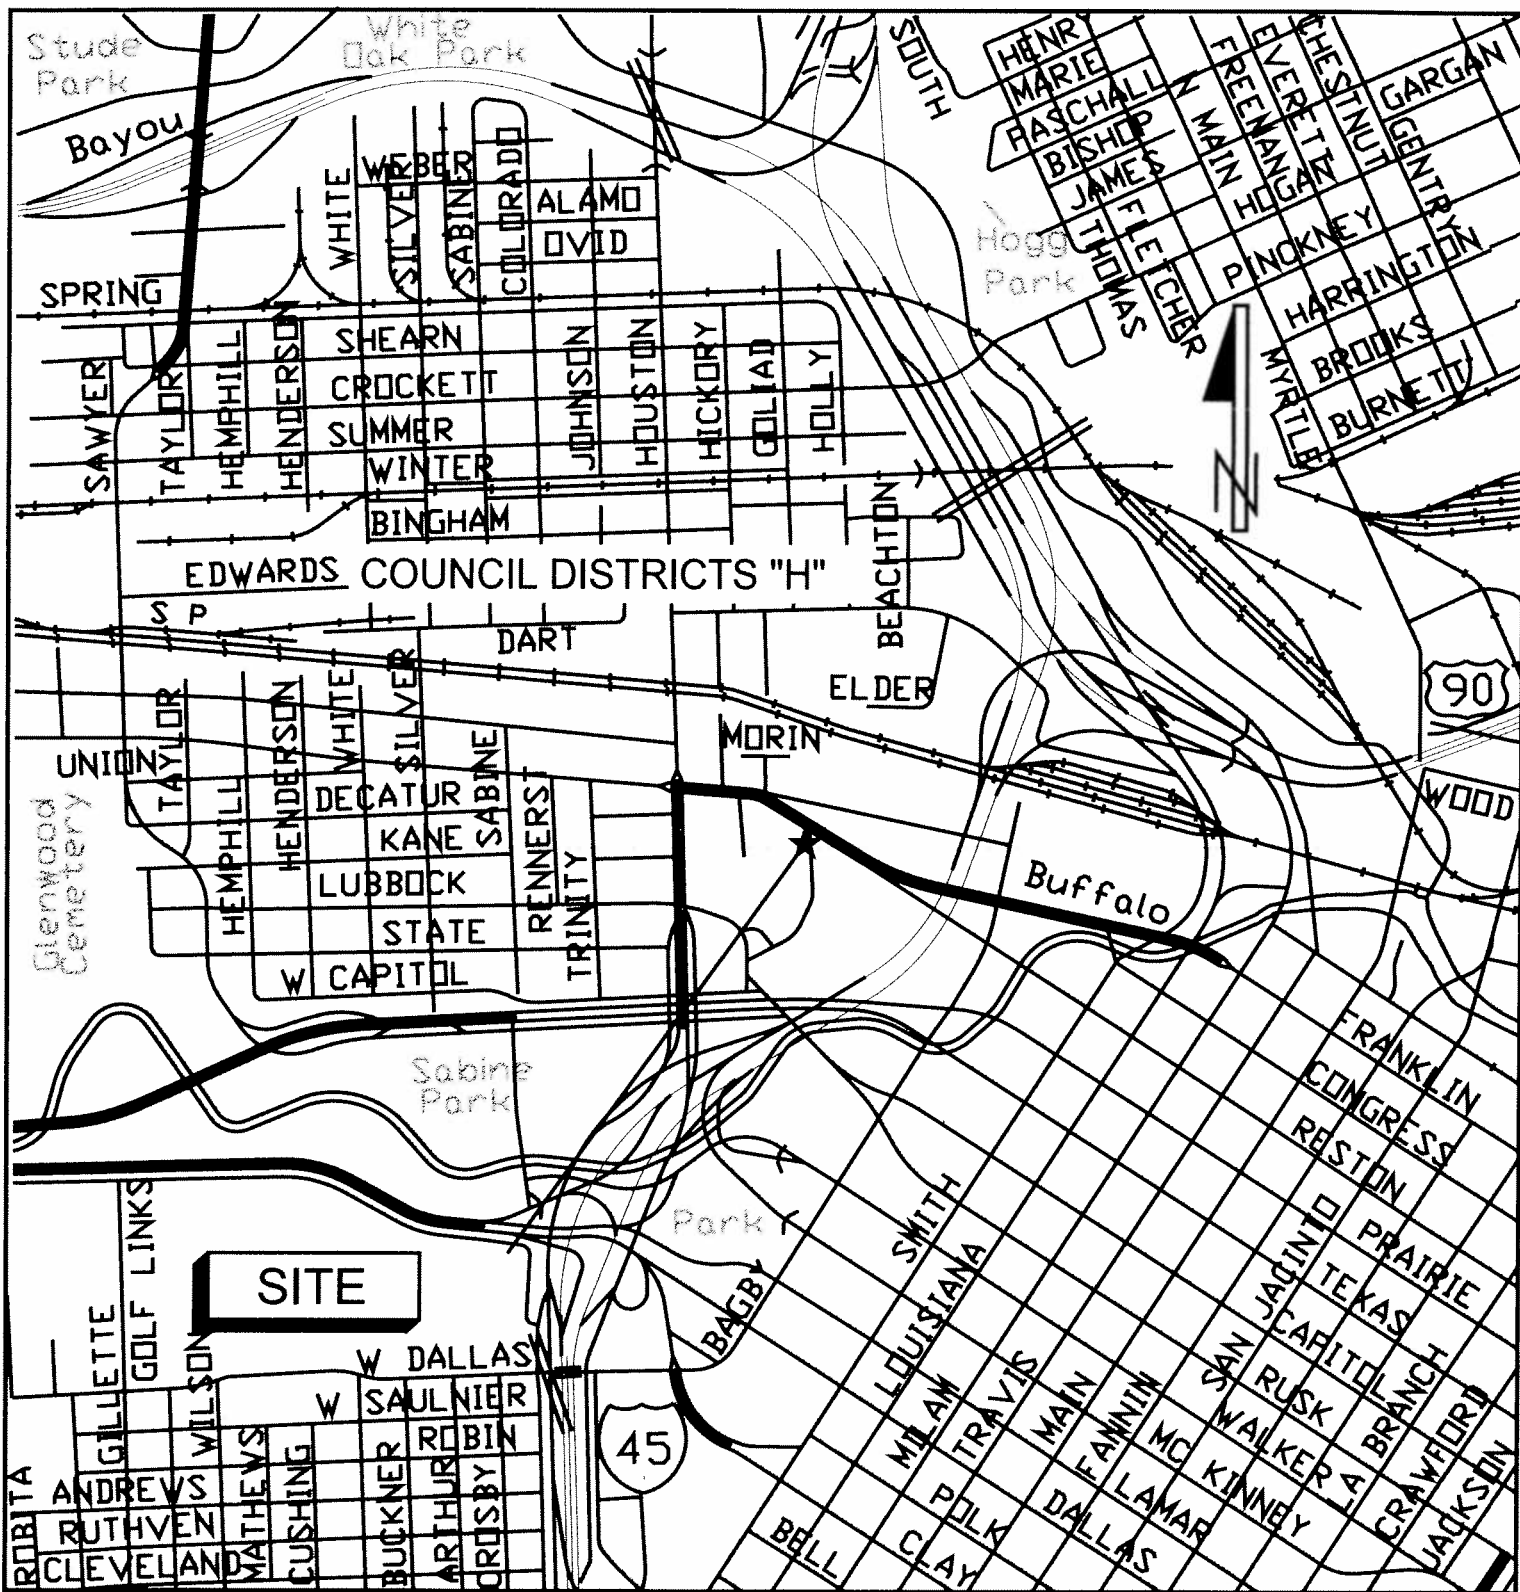 Stude
Park
White
Oak Park
Bayou
SOUTH
HENRY
MARIE
PASCHALL
BISHOP
JAMES
THOMAS
FLETCHER
N MAIN
FREENAN
EVERETT
CHESTNUT
GARGAN
GENTRY
HOGAN
PINCKNEY
HARRINGTON
BROOKS
BURNETT
MYRTLE
Hogg
Park
WHITE
WEBER
SILVER
SABINE
COLORADO
ALAMO
OVID
SPRING
SHEARN
CROCKETT
SUMMER
WINTER
BINGHAM
SAWYER
TAYLOR
HEMPHILL
HENDERSON
JOHNSON
HOUSTON
HICKORY
GOLIAD
HOLLY
BEACHTON
N
EDWARDS
COUNCIL DISTRICTS "H"
S P
DART
ELDER
MORIN
90
WOOD
UNION
TAYLOR
HEMPHILL
HENDERSON
WHITE
SILVER
SABINE
DECATUR
KANE
LUBBOCK
STATE
W CAPITOL
RENNERST
TRINITY
Glenwood
Cemetery
Buffalo
Sabine
Park
Park
SITE
GILLETTE
GOLF LINKS
WILSON
W DALLAS
W SAULNIER
ROBIN
ANDREWS
RUTHVEN
CLEVELAND
ROBITA
MATHEWS
CUSHING
BUCKNER
ARTHUR
CROSBY
45
BAGB
SMITH
LOUISIANA
MILAM
TRAVIS
MAIN
FANNIN
SAN JACINTO
LA BRANCH
CRAWFORD
JACKSON
FRANKLIN
CONGRESS
RESTON
PRAIRIE
TEXAS
CAPITOL
RUSK
WALKER
MC KINNEY
LAMAR
DALLAS
POLK
CLAY
BELL